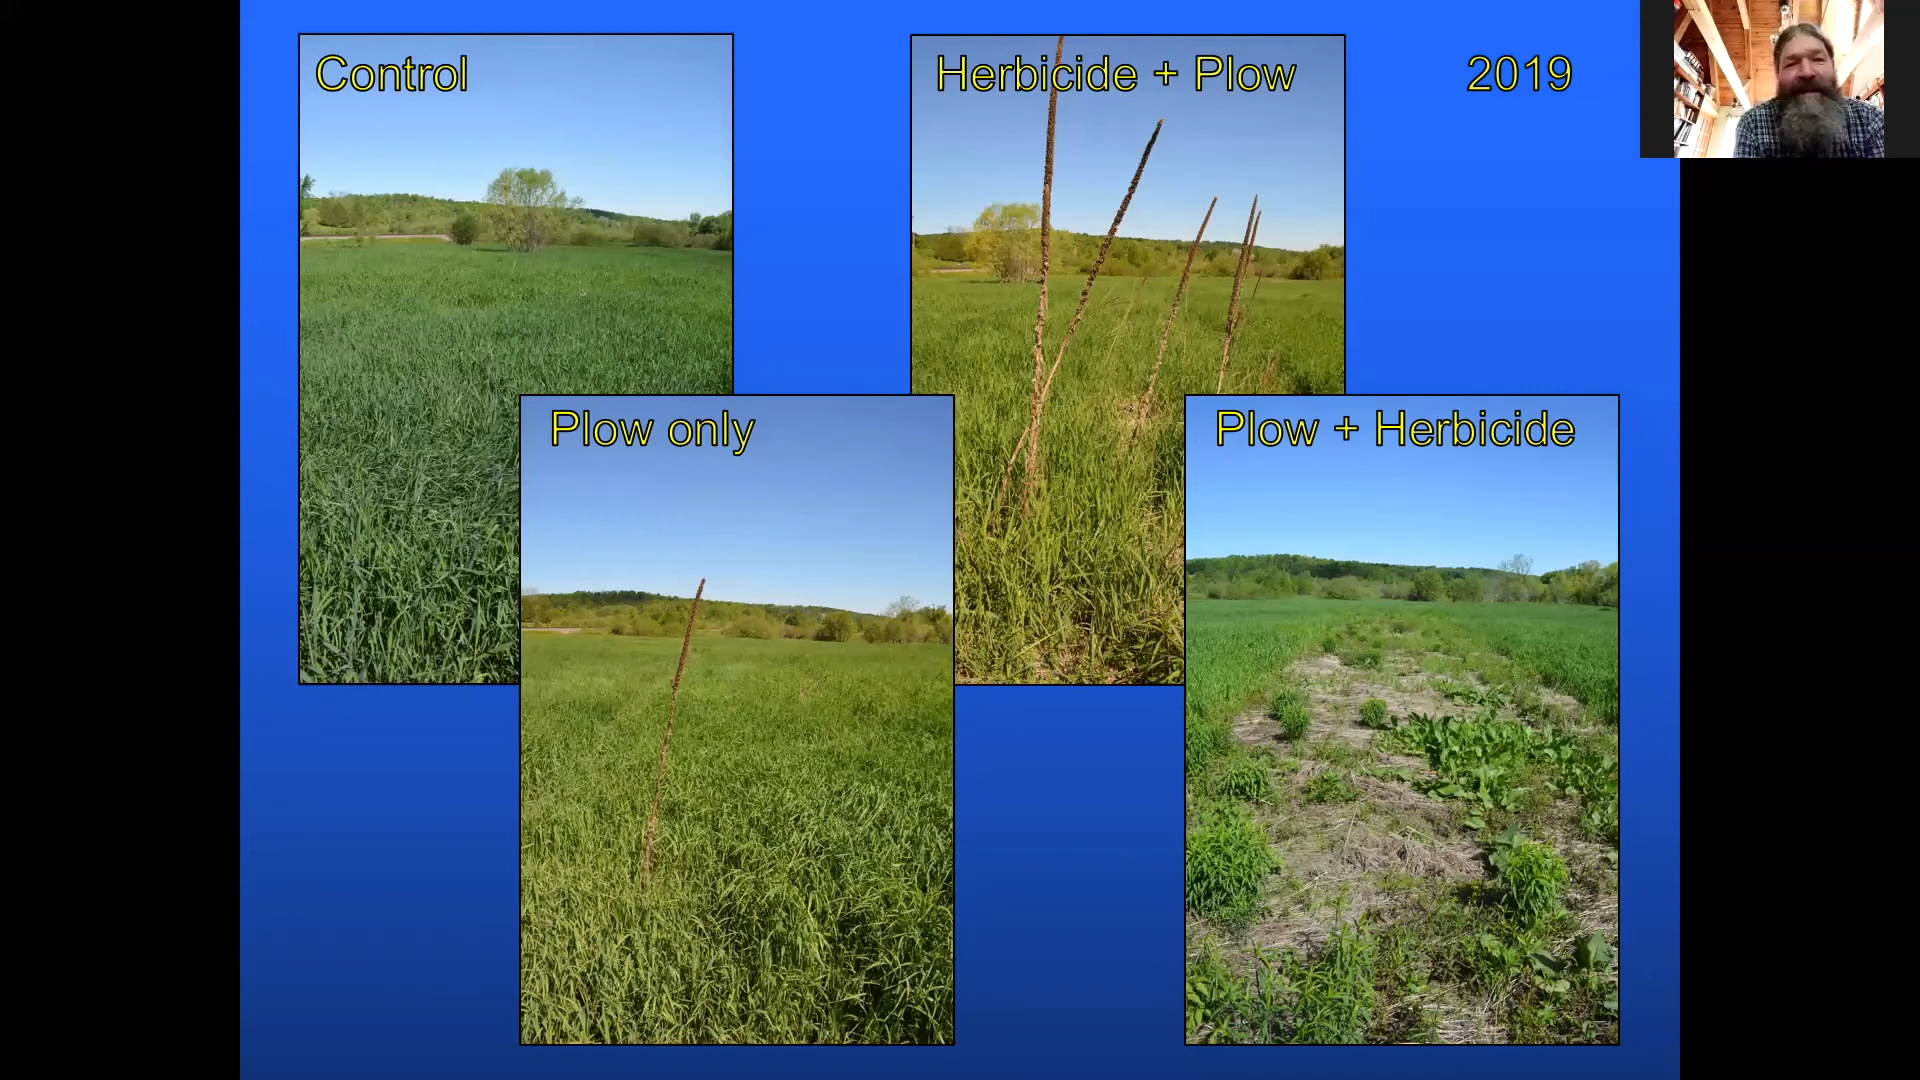 Control
Herbicide + Plow
2019
Plow only
Plow + Herbicide